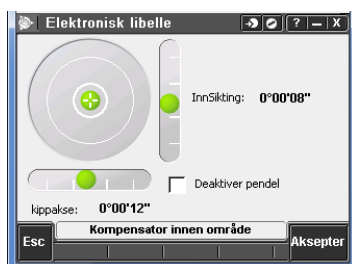 Elektronisk libelle
? – X
InnSikting: 0°00'08"
Deaktiver pendel
kippakse: 0°00'12"
Kompensator innen område
Esc
Aksepter